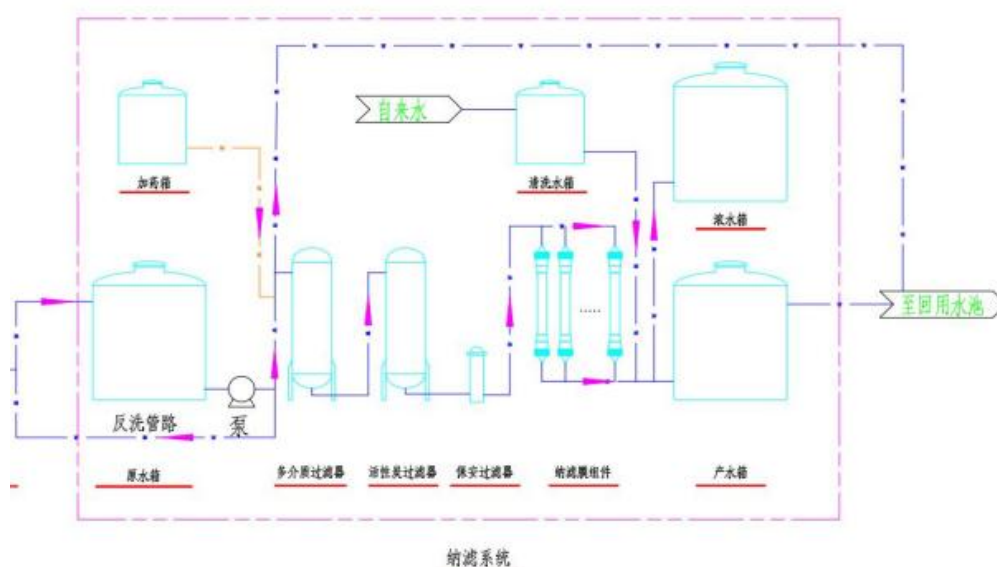 自来水
加药箱
清洗水箱
浓水箱
至回用水池
反洗管路
泵
原水箱
多介质过滤器
活性炭过滤器
保安过滤器
纳滤膜组件
产水箱
纳滤系统